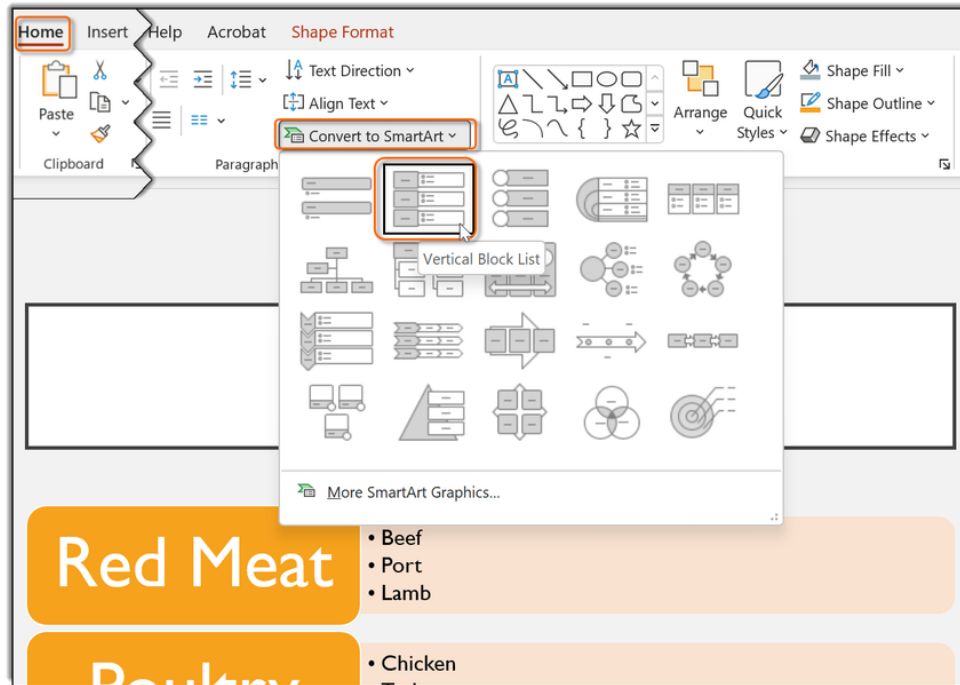 Home Insert Help Acrobat Shape Format
Text Direction
Align Text
Convert to SmartArt
Paste
Arrange
Quick
Styles
Shape Fill
Shape Outline
Shape Effects
Clipboard
Paragraph
Vertical Block List
More SmartArt Graphics...
Red Meat
• Beef
• Port
• Lamb
Poultry
• Chicken